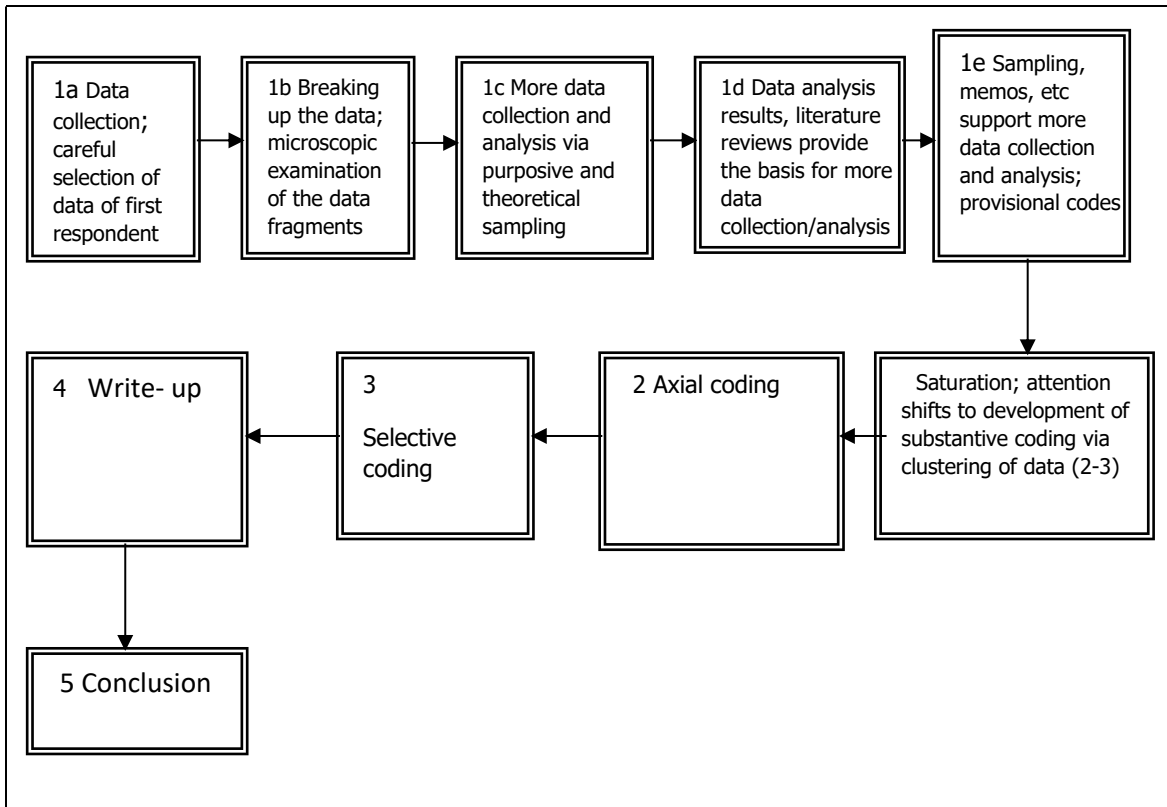 1a Data
collection;
careful
selection of
data of first
respondent
1b Breaking
up the data;
microscopic
examination
of the data
fragments
1c More data
collection and
analysis via
purposive and
theoretical
sampling
1d Data analysis
results, literature
reviews provide
the basis for more
data
collection/analysis
1e Sampling,
memos, etc
support more
data collection
and analysis;
provisional codes
Saturation; attention
shifts to development of
substantive coding via
clustering of data (2-3)
2 Axial coding
3
Selective
coding
4 Write- up
5 Conclusion